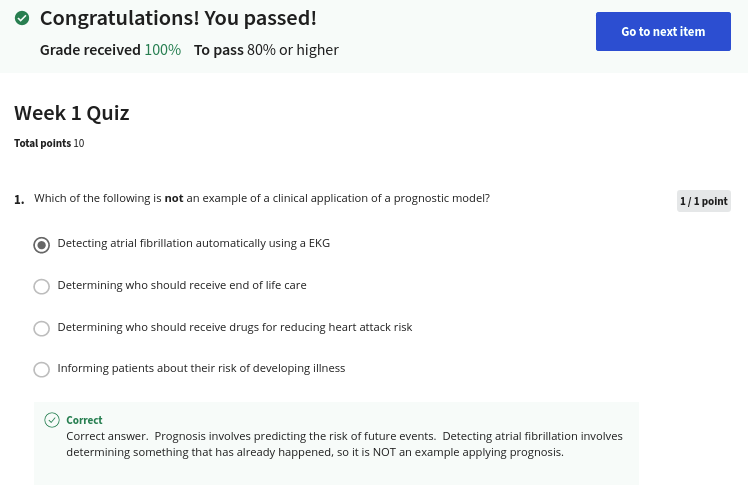 Congratulations! You passed!
Go to next item
Grade received 100% To pass 80% or higher
Week 1 Quiz
Total points 10
1. Which of the following is not an example of a clinical application of a prognostic model?
1 / 1 point
Detecting atrial fibrillation automatically using a EKG
Determining who should receive end of life care
Determining who should receive drugs for reducing heart attack risk
Informing patients about their risk of developing illness
Correct
Correct answer.  Prognosis involves predicting the risk of future events.  Detecting atrial fibrillation involves
determining something that has already happened, so it is NOT an example applying prognosis.